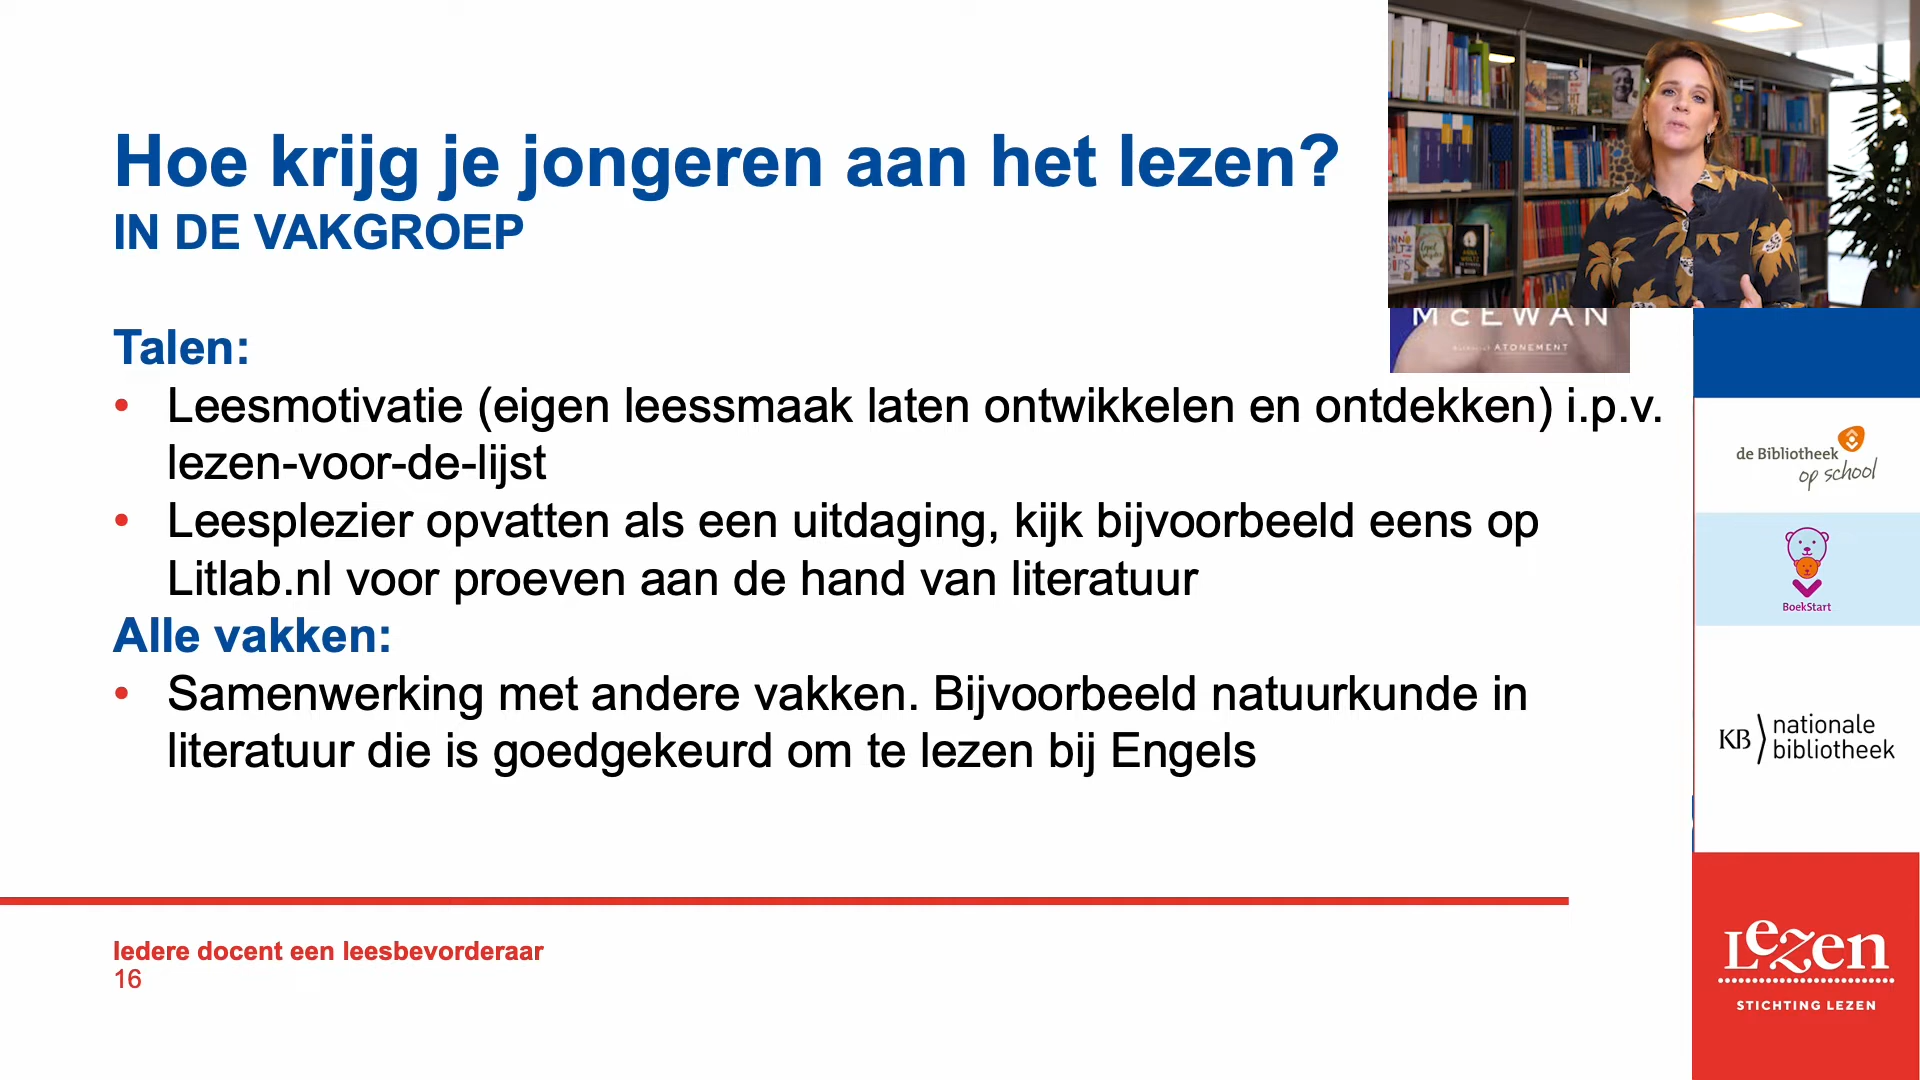 Hoe krijg je jongeren aan het lezen?
IN DE VAKGROEP
McEWAN
ATONEMENT
Talen:
• Leesmotivatie (eigen leessmaak laten ontwikkelen en ontdekken) i.p.v.
lezen-voor-de-lijst
• Leesplezier opvatten als een uitdaging, kijk bijvoorbeeld eens op
Litlab.nl voor proeven aan de hand van literatuur
Alle vakken:
• Samenwerking met andere vakken. Bijvoorbeeld natuurkunde in
literatuur die is goedgekeurd om te lezen bij Engels
de Bibliotheek
op school
BoekStart
KB nationale
bibliotheek
Iedere docent een leesbevorderaar
16
Lezen
STICHTING LEZEN